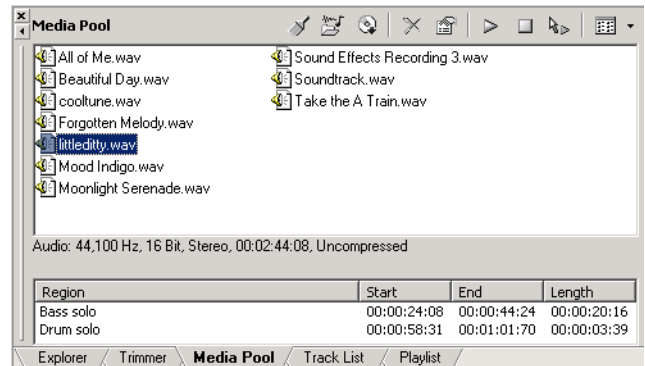 Media Pool
All of Me.wav
Beautiful Day.wav
cooltune.wav
Forgotten Melody.wav
littleditty.wav
Mood Indigo.wav
Moonlight Serenade.wav
Sound Effects Recording 3.wav
Soundtrack.wav
Take the A Train.wav
Audio: 44,100 Hz, 16 Bit, Stereo, 00:02:44:08, Uncompressed
Region Start End Length
Bass solo 00:00:24:08 00:00:44:24 00:00:20:16
Drum solo 00:00:58:31 00:01:01:70 00:00:03:39
Explorer Trimmer Media Pool Track List Playlist